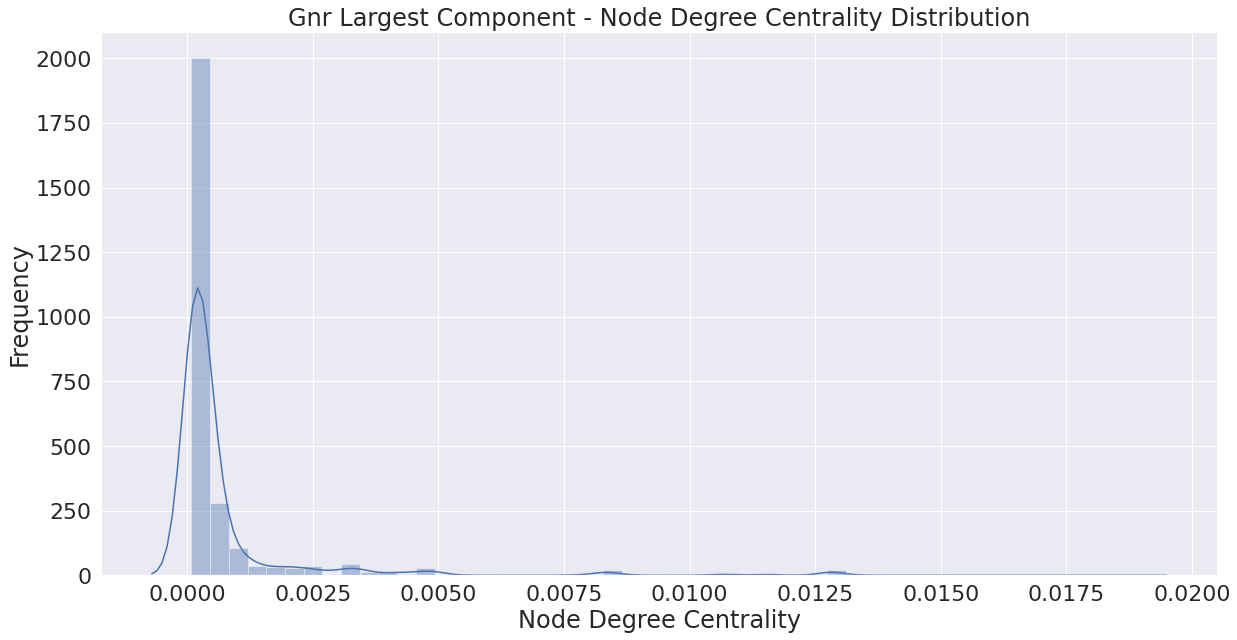 Gnr Largest Component - Node Degree Centrality Distribution
2000
1750
1500
1250
1000
750
500
250
0
Frequency
0.0000 0.0025 0.0050 0.0075 0.0100 0.0125 0.0150 0.0175 0.0200
Node Degree Centrality